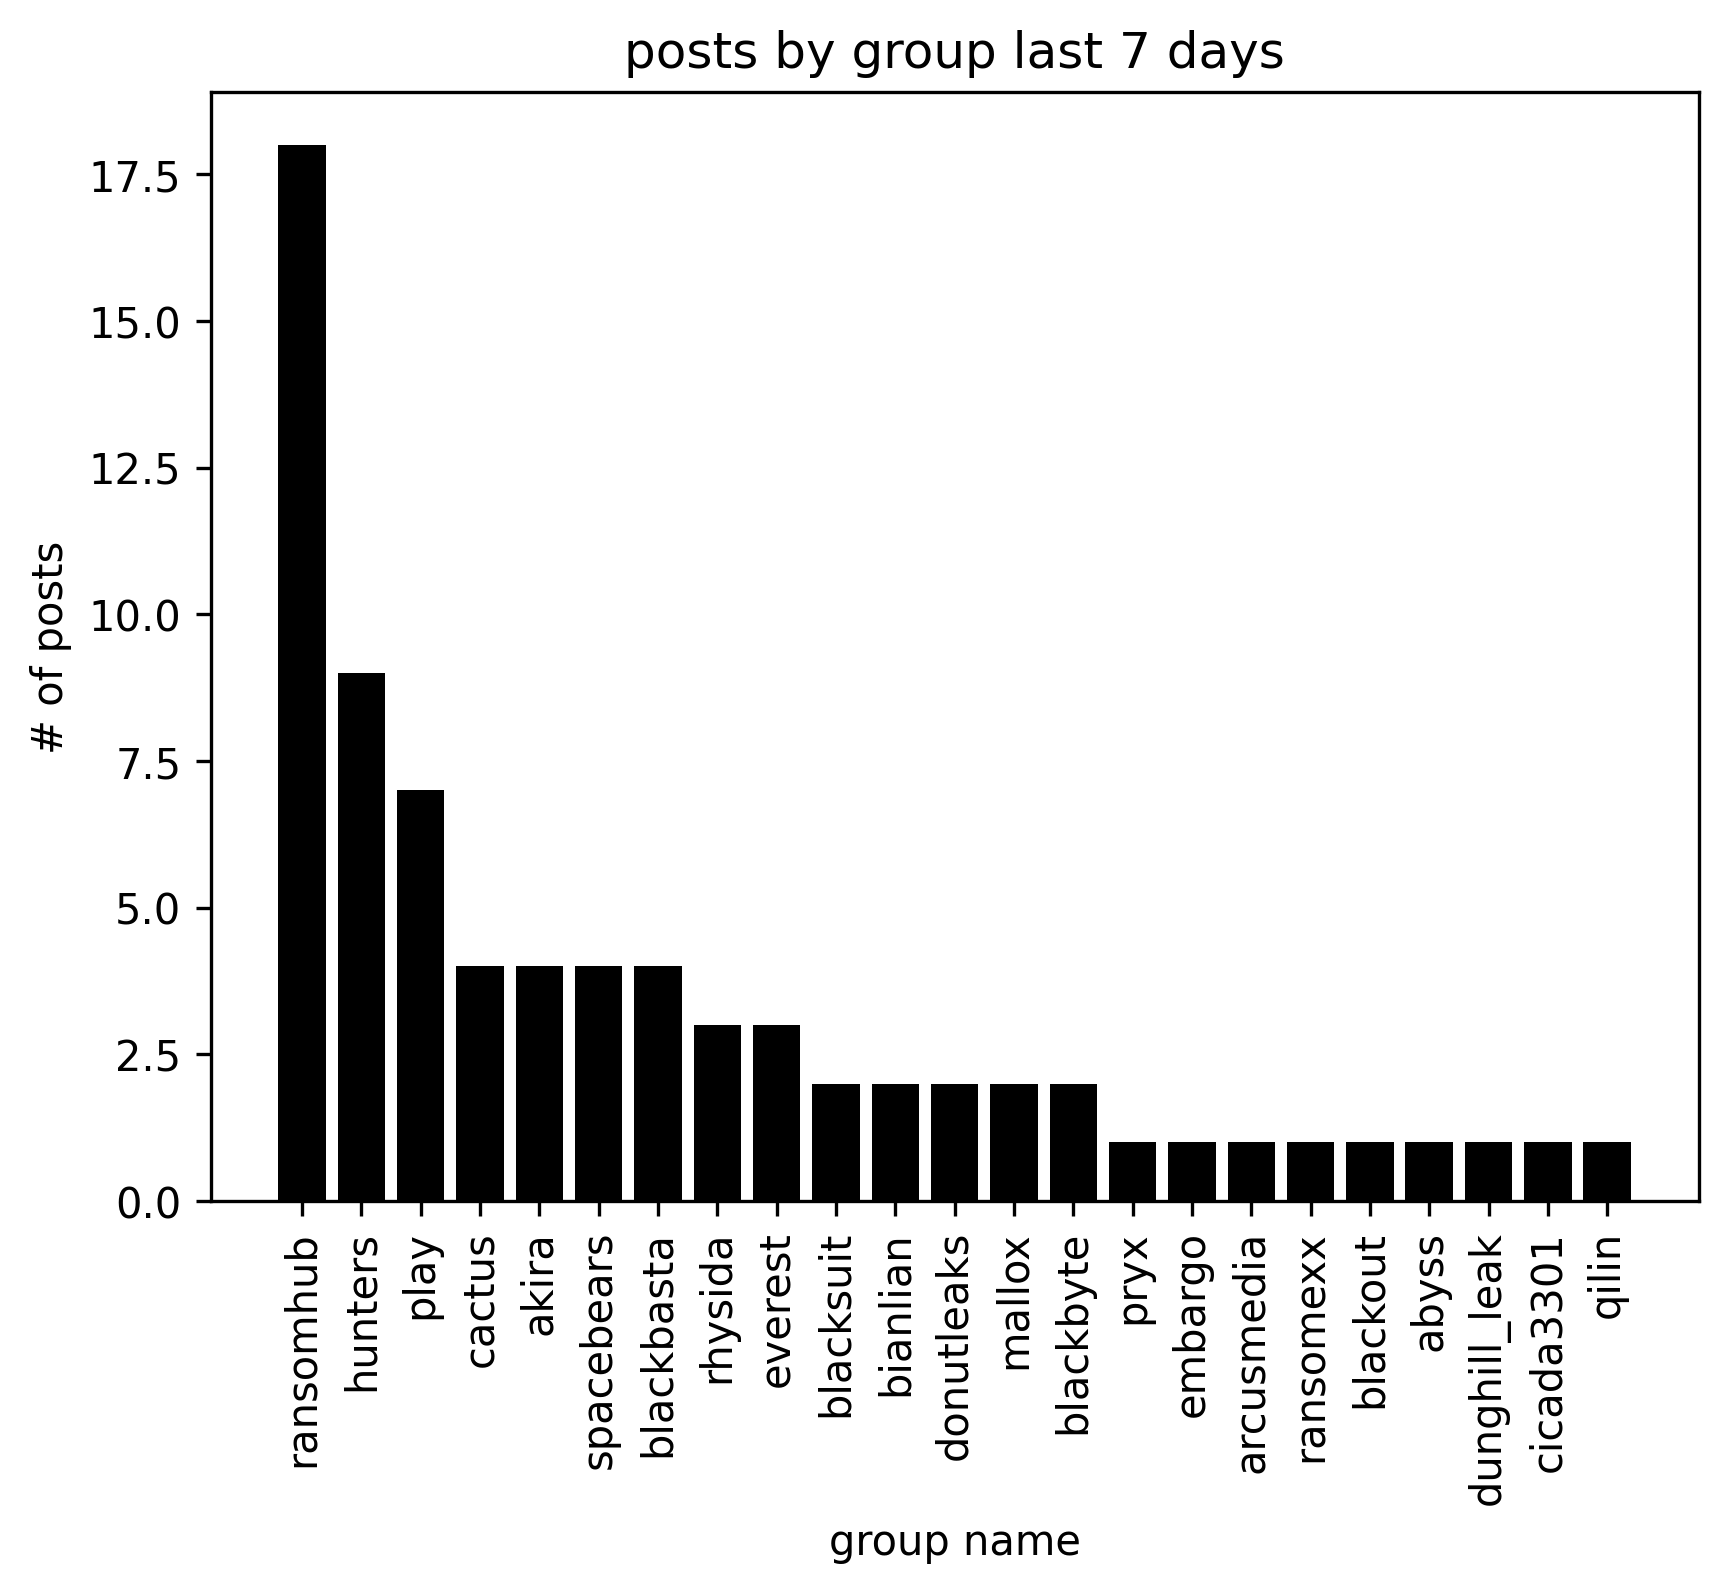 posts by group last 7 days
# of posts
17.5
15.0
12.5
10.0
7.5
5.0
2.5
0.0
ransomhub
hunters
play
cactus
akira
spacebears
blackbasta
rhysida
everest
blacksuit
bianlian
donutleaks
mallox
blackbyte
pryx
embargo
arcusmedia
ransomexx
blackout
abyss
dunghill_leak
cicada3301
qilin
group name